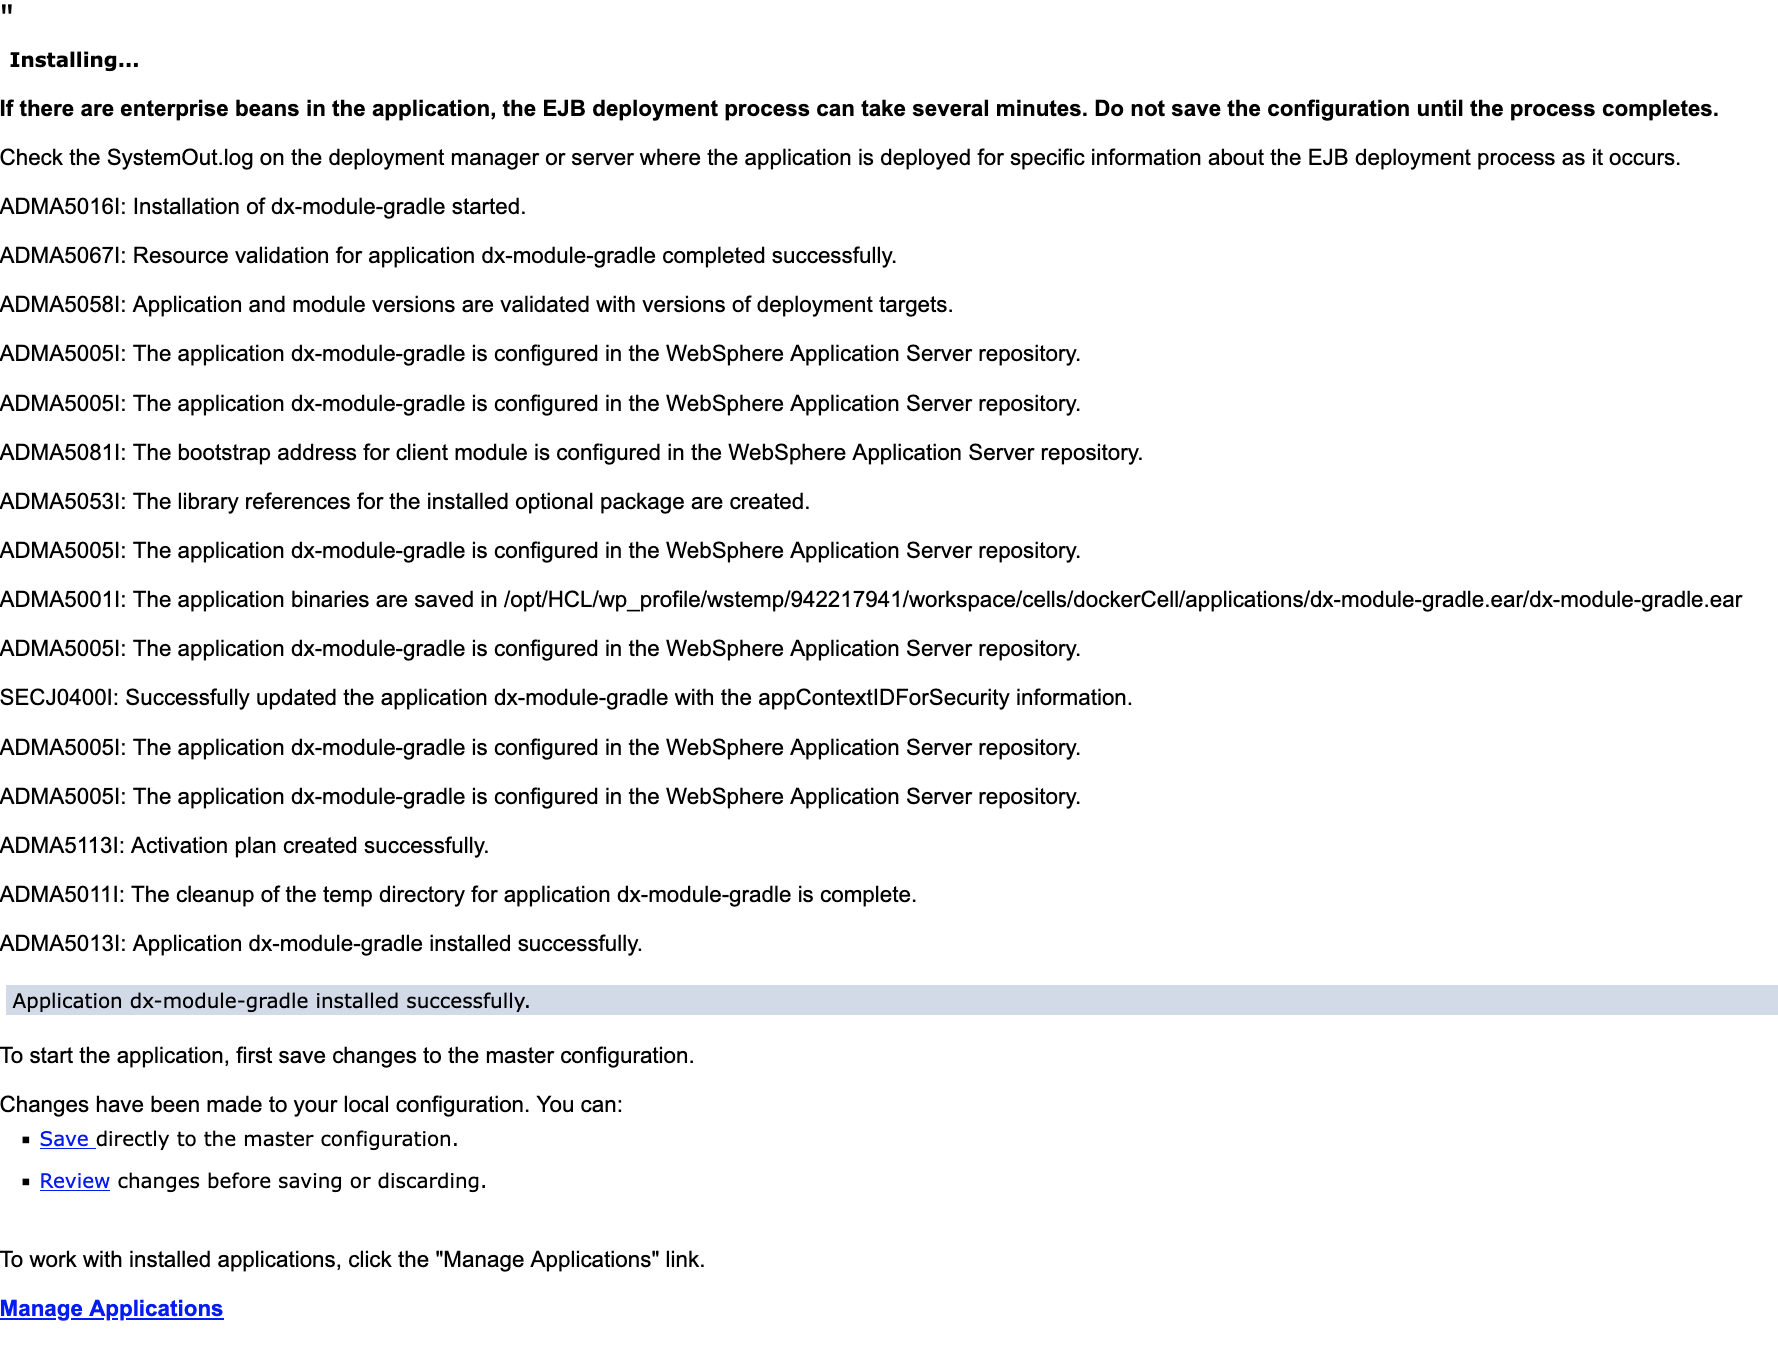 "
Installing...
If there are enterprise beans in the application, the EJB deployment process can take several minutes. Do not save the configuration until the process completes.
Check the SystemOut.log on the deployment manager or server where the application is deployed for specific information about the EJB deployment process as it occurs.
ADMA5016I: Installation of dx-module-gradle started.
ADMA5067I: Resource validation for application dx-module-gradle completed successfully.
ADMA5058I: Application and module versions are validated with versions of deployment targets.
ADMA5005I: The application dx-module-gradle is configured in the WebSphere Application Server repository.
ADMA5005I: The application dx-module-gradle is configured in the WebSphere Application Server repository.
ADMA5081I: The bootstrap address for client module is configured in the WebSphere Application Server repository.
ADMA5053I: The library references for the installed optional package are created.
ADMA5005I: The application dx-module-gradle is configured in the WebSphere Application Server repository.
ADMA5001I: The application binaries are saved in /opt/HCL/wp_profile/wstemp/942217941/workspace/cells/dockerCell/applications/dx-module-gradle.ear/dx-module-gradle.ear
ADMA5005I: The application dx-module-gradle is configured in the WebSphere Application Server repository.
SECJ0400I: Successfully updated the application dx-module-gradle with the appContextIDForSecurity information.
ADMA5005I: The application dx-module-gradle is configured in the WebSphere Application Server repository.
ADMA5005I: The application dx-module-gradle is configured in the WebSphere Application Server repository.
ADMA5113I: Activation plan created successfully.
ADMA5011I: The cleanup of the temp directory for application dx-module-gradle is complete.
ADMA5013I: Application dx-module-gradle installed successfully.
Application dx-module-gradle installed successfully.
To start the application, first save changes to the master configuration.
Changes have been made to your local configuration. You can:
▪ Save directly to the master configuration.
▪ Review changes before saving or discarding.
To work with installed applications, click the "Manage Applications" link.
Manage Applications